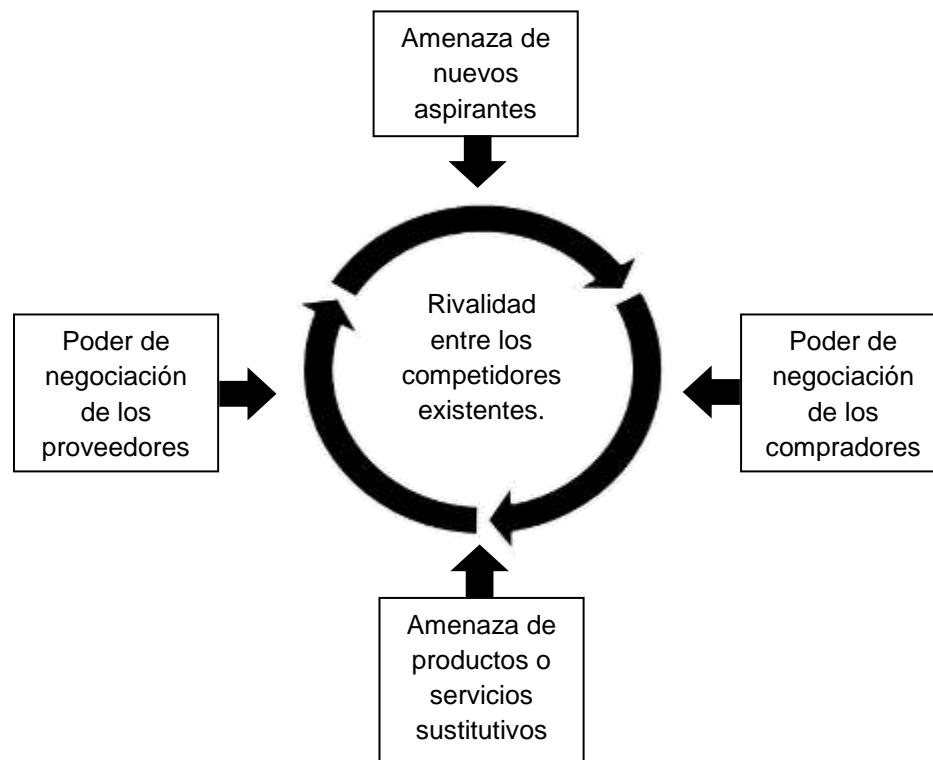 Amenaza de
nuevos
aspirantes
Rivalidad
entre los
competidores
existentes.
Poder de
negociación
de los
proveedores
Poder de
negociación
de los
compradores
Amenaza de
productos o
servicios
sustitutivos